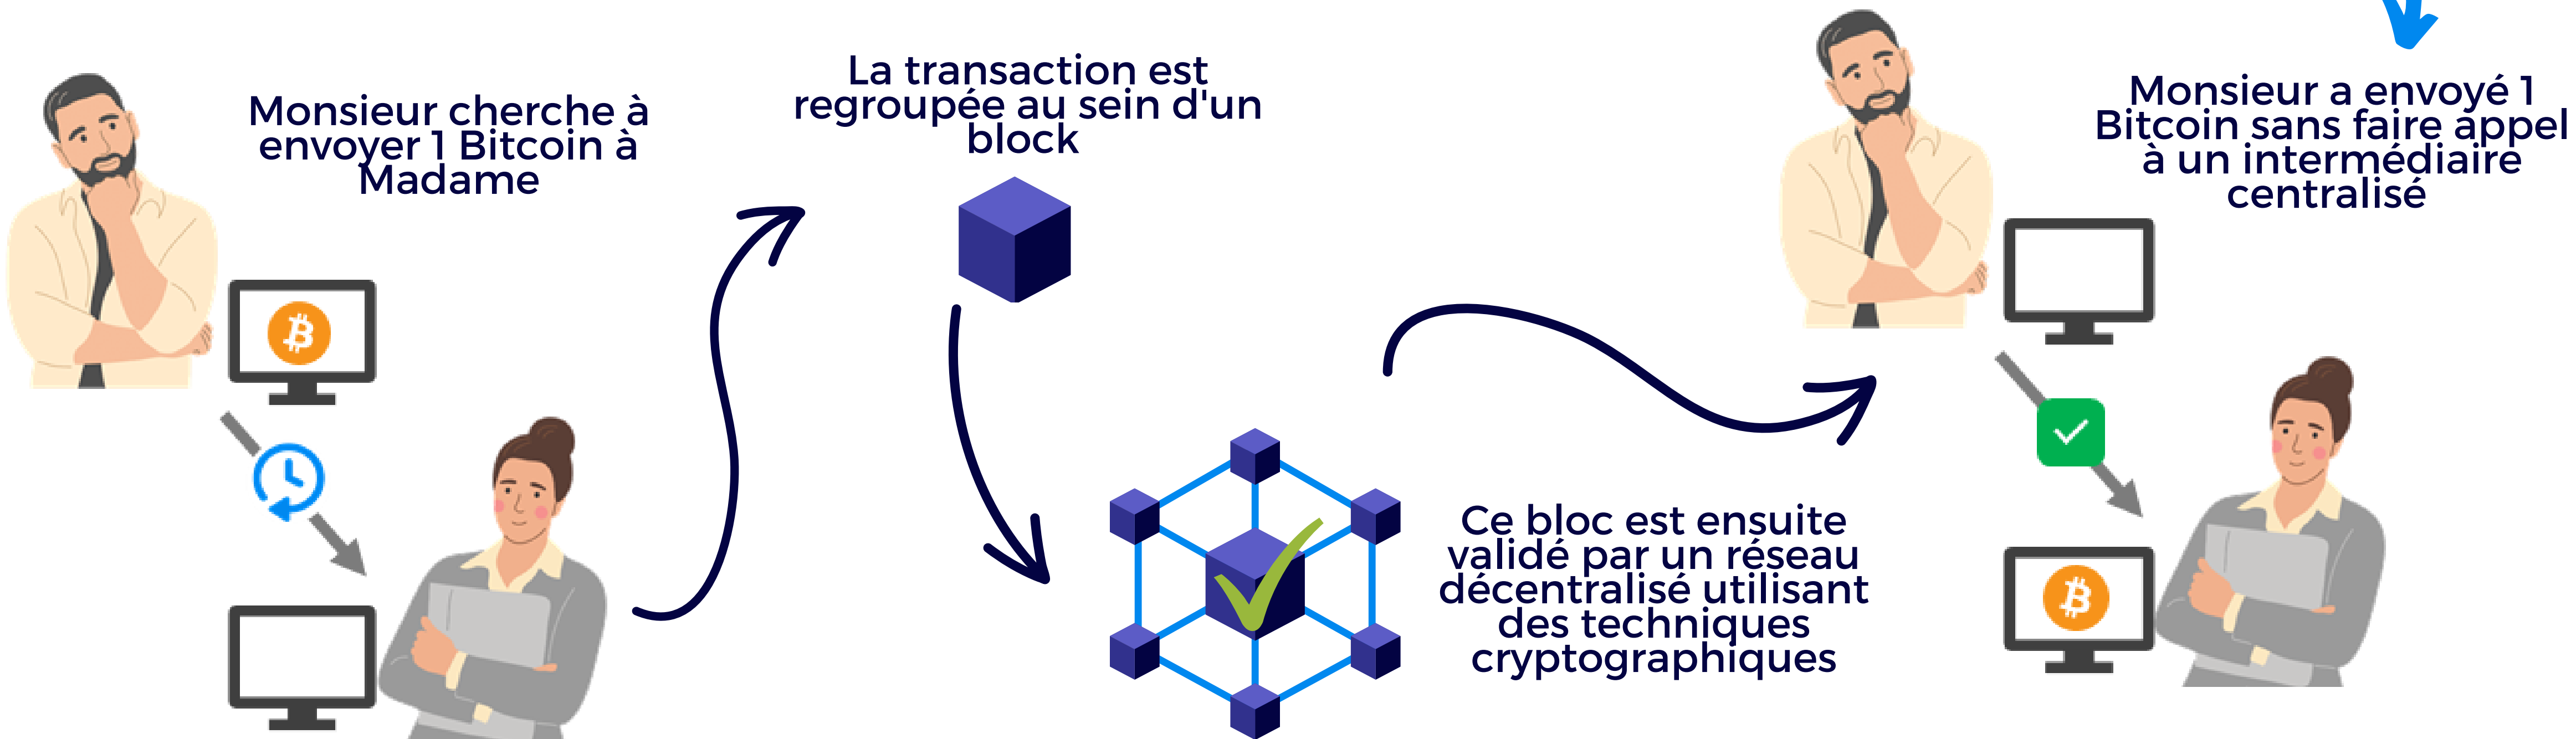 Monsieur cherche à
envoyer 1 Bitcoin à
Madame
La transaction est
regroupée au sein d'un
block
Ce bloc est ensuite
validé par un réseau
décentralisé utilisant
des techniques
cryptographiques
Monsieur a envoyé 1
Bitcoin sans faire appel
à un intermédiaire
centralisé